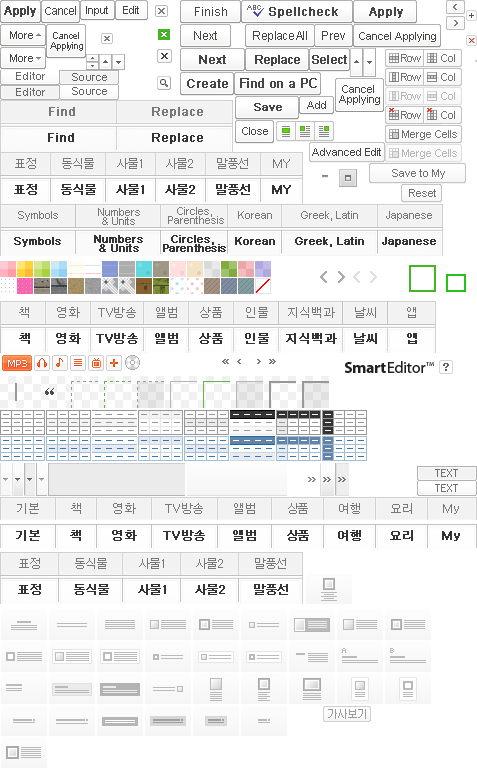 Apply Cancel Input Edit
Finish Spellcheck Apply
More Cancel Applying
Next Replace All Prev Cancel Applying
More
Next Replace Select
Row Col
Editor Source
Editor Source
Create Find on a PC
Cancel Applying
Row Col
Row Col
Find Replace
Save Add
Row Col
Find Replace
Close
Merge Cells
Advanced Edit
Merge Cells
표정 동식물 사물1 사물2 말풍선 MY
Save to My
표정 동식물 사물1 사물2 말풍선 MY
Reset
Symbols Numbers & Units Circles, Parenthesis Korean Greek, Latin Japanese
Symbols Numbers & Units Circles, Parenthesis Korean Greek, Latin Japanese
책 영화 TV방송 앨범 상품 인물 지식백과 날씨 앱
책 영화 TV방송 앨범 상품 인물 지식백과 날씨 앱
MP3
SmartEditor™ ?
TEXT
TEXT
기본 책 영화 TV방송 앨범 상품 여행 요리 My
기본 책 영화 TV방송 앨범 상품 여행 요리 My
표정 동식물 사물1 사물2 말풍선
표정 동식물 사물1 사물2 말풍선
A B
가사보기